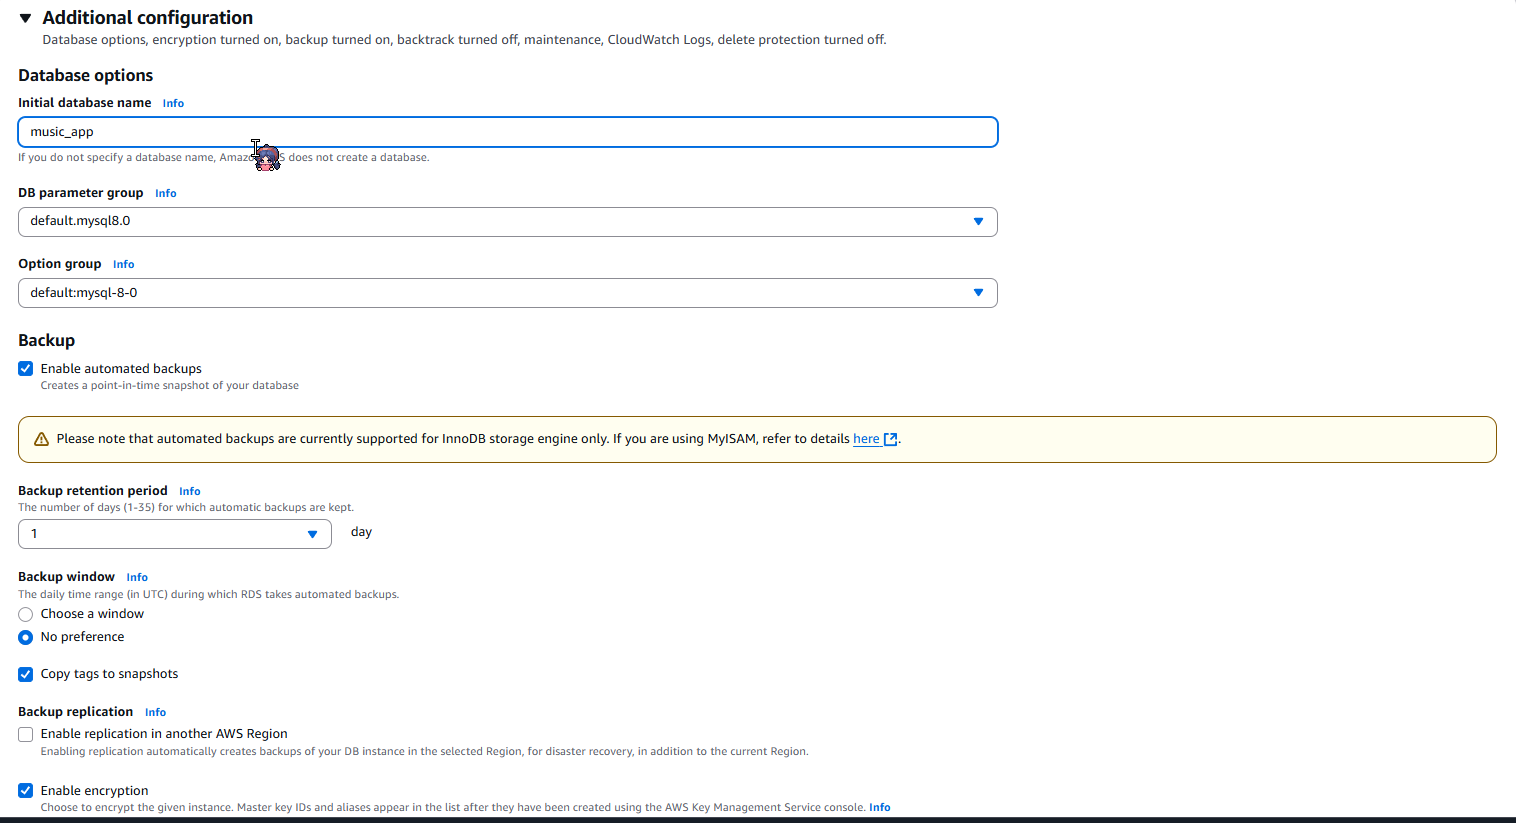 Additional configuration
Database options, encryption turned on, backup turned on, backtrack turned off, maintenance, CloudWatch Logs, delete protection turned off.
Database options
Initial database name Info
music_app
If you do not specify a database name, does not create a database.
DB parameter group Info
default.mysql8.0
Option group Info
default:mysql-8-0
Backup
Enable automated backups
Creates a point-in-time snapshot of your database
Please note that automated backups are currently supported for InnoDB storage engine only. If you are using MyISAM, refer to details here.
Backup retention period Info
The number of days (1-35) for which automatic backups are kept.
1 day
Backup window Info
The daily time range (in UTC) during which RDS takes automated backups.
Choose a window
No preference
Copy tags to snapshots
Backup replication Info
Enable replication in another AWS Region
Enabling replication automatically creates backups of your DB instance in the selected Region, for disaster recovery, in addition to the current Region.
Enable encryption
Choose to encrypt the given instance. Master key IDs and aliases appear in the list after they have been created using the AWS Key Management Service console. Info